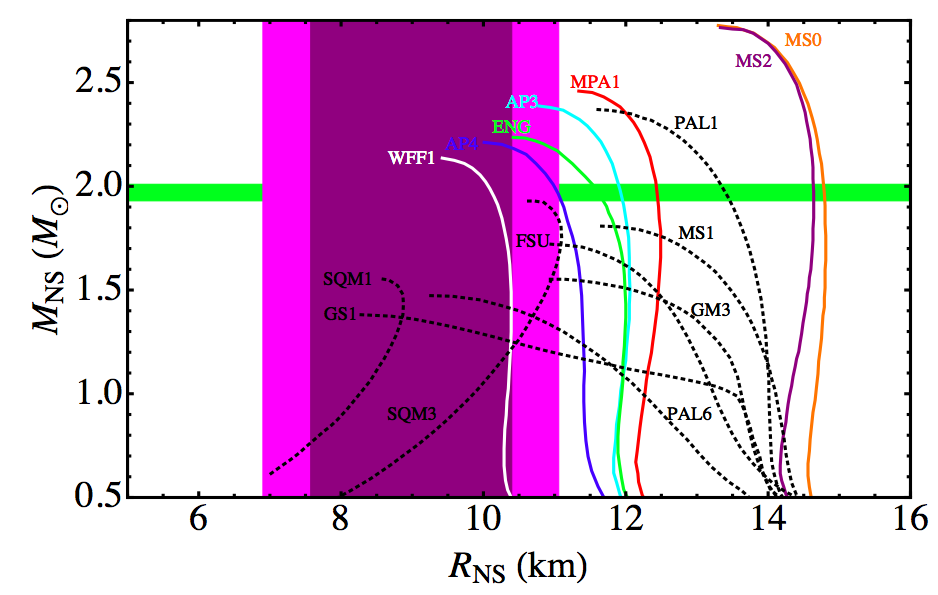 MS0
MS2
2.5
MPA1
AP3
PAL1
ENG
AP4
WFF1
2.0
FSU
MS1
SQM1
1.5
GS1
GM3
1.0
SQM3
PAL6
0.5
6 8 10 12 14 16
M_NS (M_⊙)
R_NS (km)